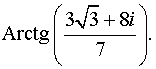 Arctg ( (3√3 + 8i) / 7 ).